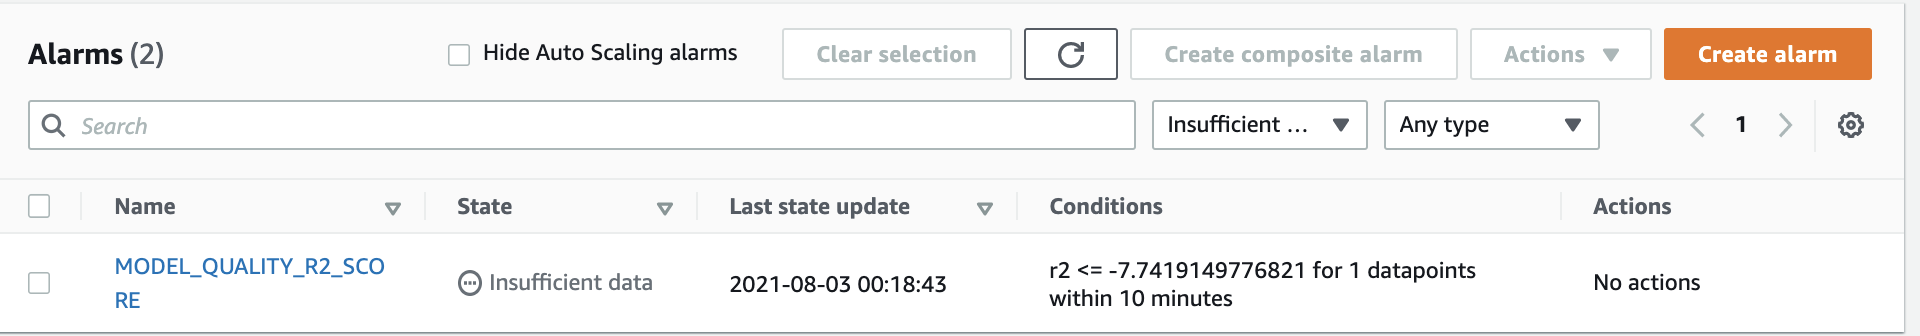 Alarms (2)
Hide Auto Scaling alarms
Clear selection
Create composite alarm
Actions
Create alarm
Search
Insufficient ...
Any type
1
Name
State
Last state update
Conditions
Actions
MODEL_QUALITY_R2_SCO
RE
Insufficient data
2021-08-03 00:18:43
r2 <= -7.7419149776821 for 1 datapoints
within 10 minutes
No actions